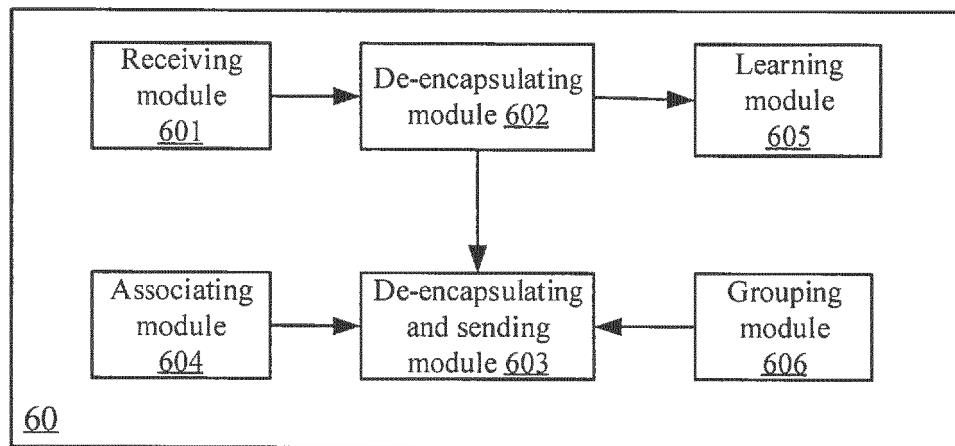 Receiving
module
601
De-encapsulating
module 602
Learning
module
605
Associating
module
604
De-encapsulating
and sending
module 603
Grouping
module
606
60